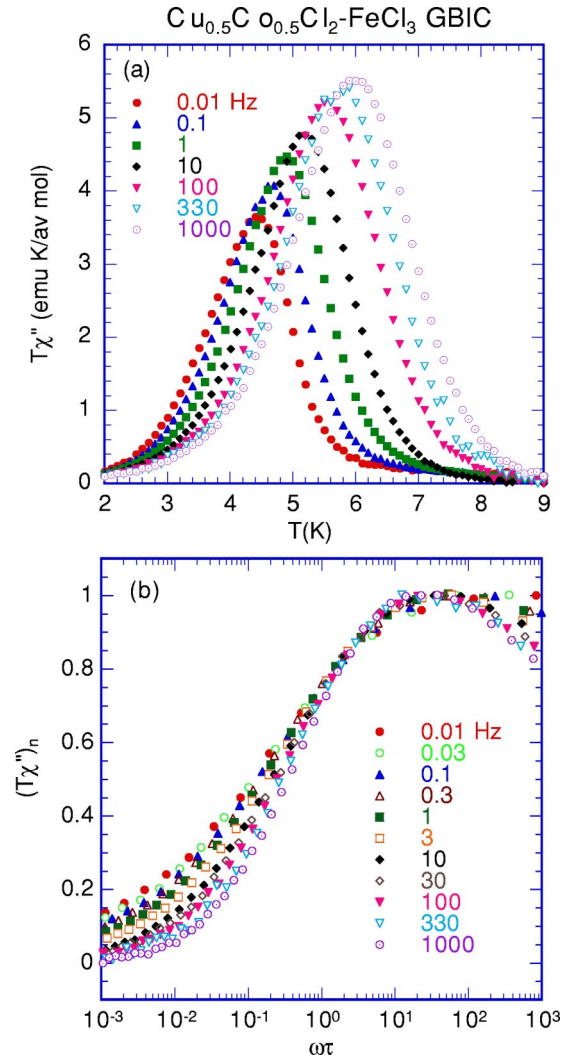 Cu₀.₅C o₀.₅Cl₂-FeCl₃ GBIC
(a)
0.01 Hz
0.1
1
10
100
330
1000
Tχ" (emu K/av mol)
6
5
4
3
2
1
0
2 3 4 5 6 7 8 9
T(K)
(b)
(Tχ")ₙ
1
0.8
0.6
0.4
0.2
0
0.01 Hz
0.03
0.1
0.3
1
3
10
30
100
330
1000
10⁻³ 10⁻² 10⁻¹ 10⁰ 10¹ 10² 10³
ωτ